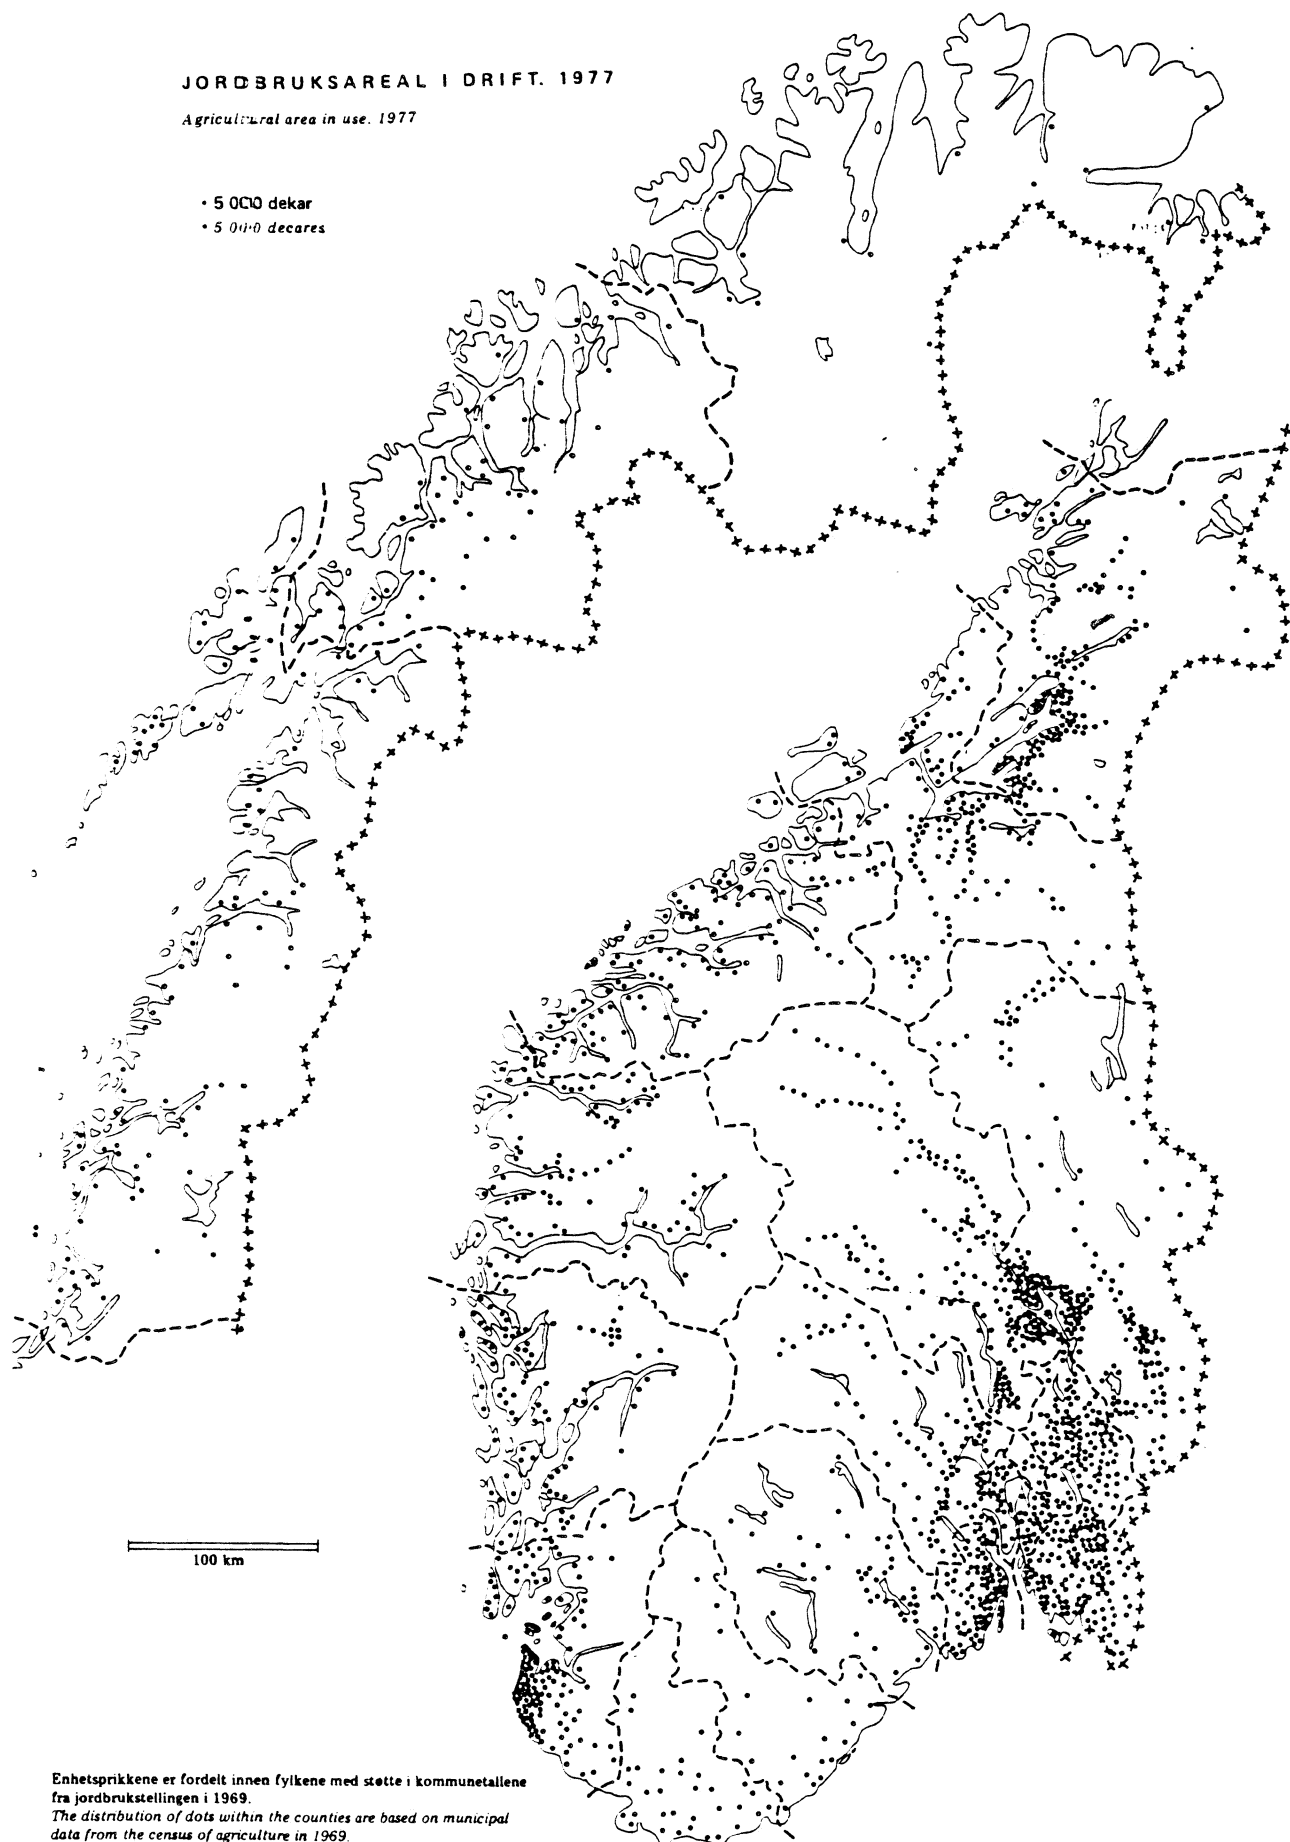 JORDBRUKSAREAL I DRIFT. 1977
Agricultural area in use. 1977
• 5 000 dekar
• 5 000 decares
100 km
Enhetsprikkene er fordelt innen fylkene med støtte i kommunetallene
fra jordbrukstellingen i 1969.
The distribution of dots within the counties are based on municipal
data from the census of agriculture in 1969.